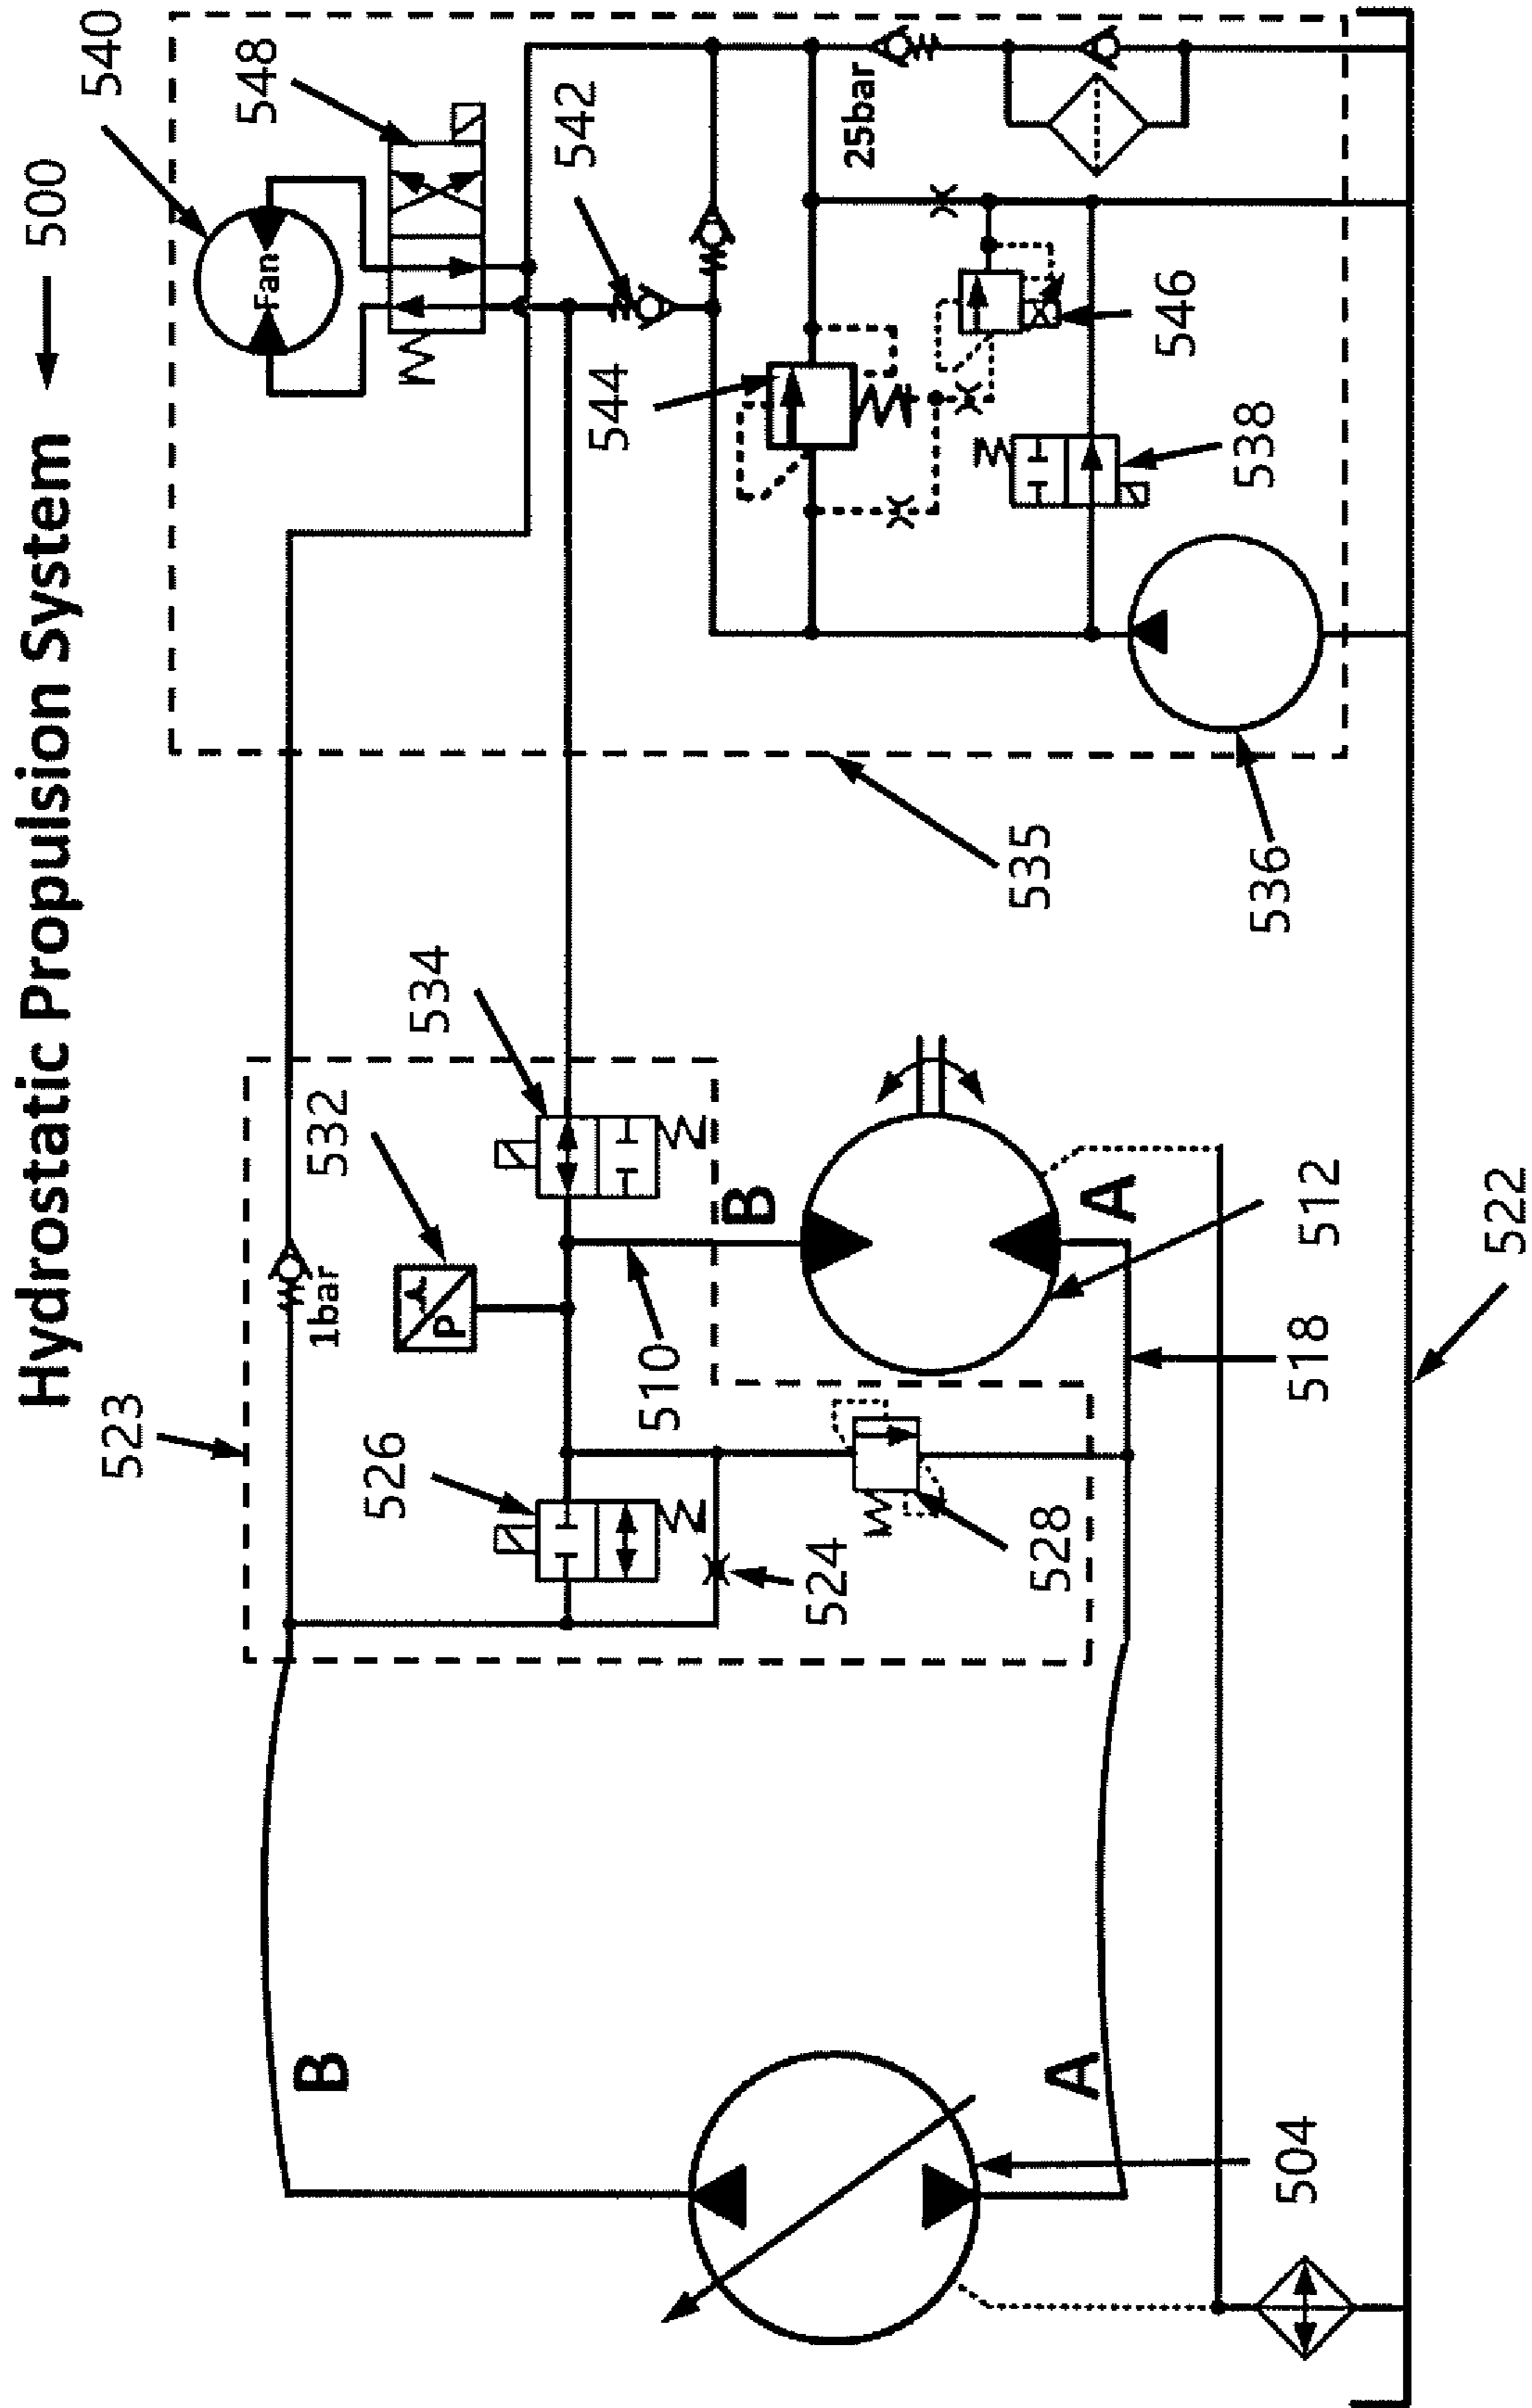 Hydrostatic Propulsion System
500
523
532
534
526
510
1bar
B
A
B
A
524
528
518
512
504
522
535
536
540
Fan
548
542
544
546
538
25bar
P